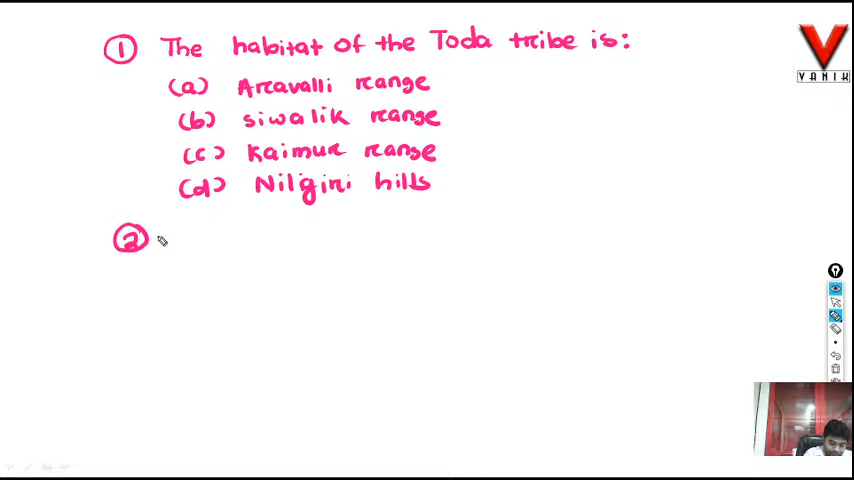 ① The habitat of the Toda tribe is:
(a) Aravalli range
(b) siwalik range
(c) Kaimur range
(d) Nilgiri hills
②
VANIK